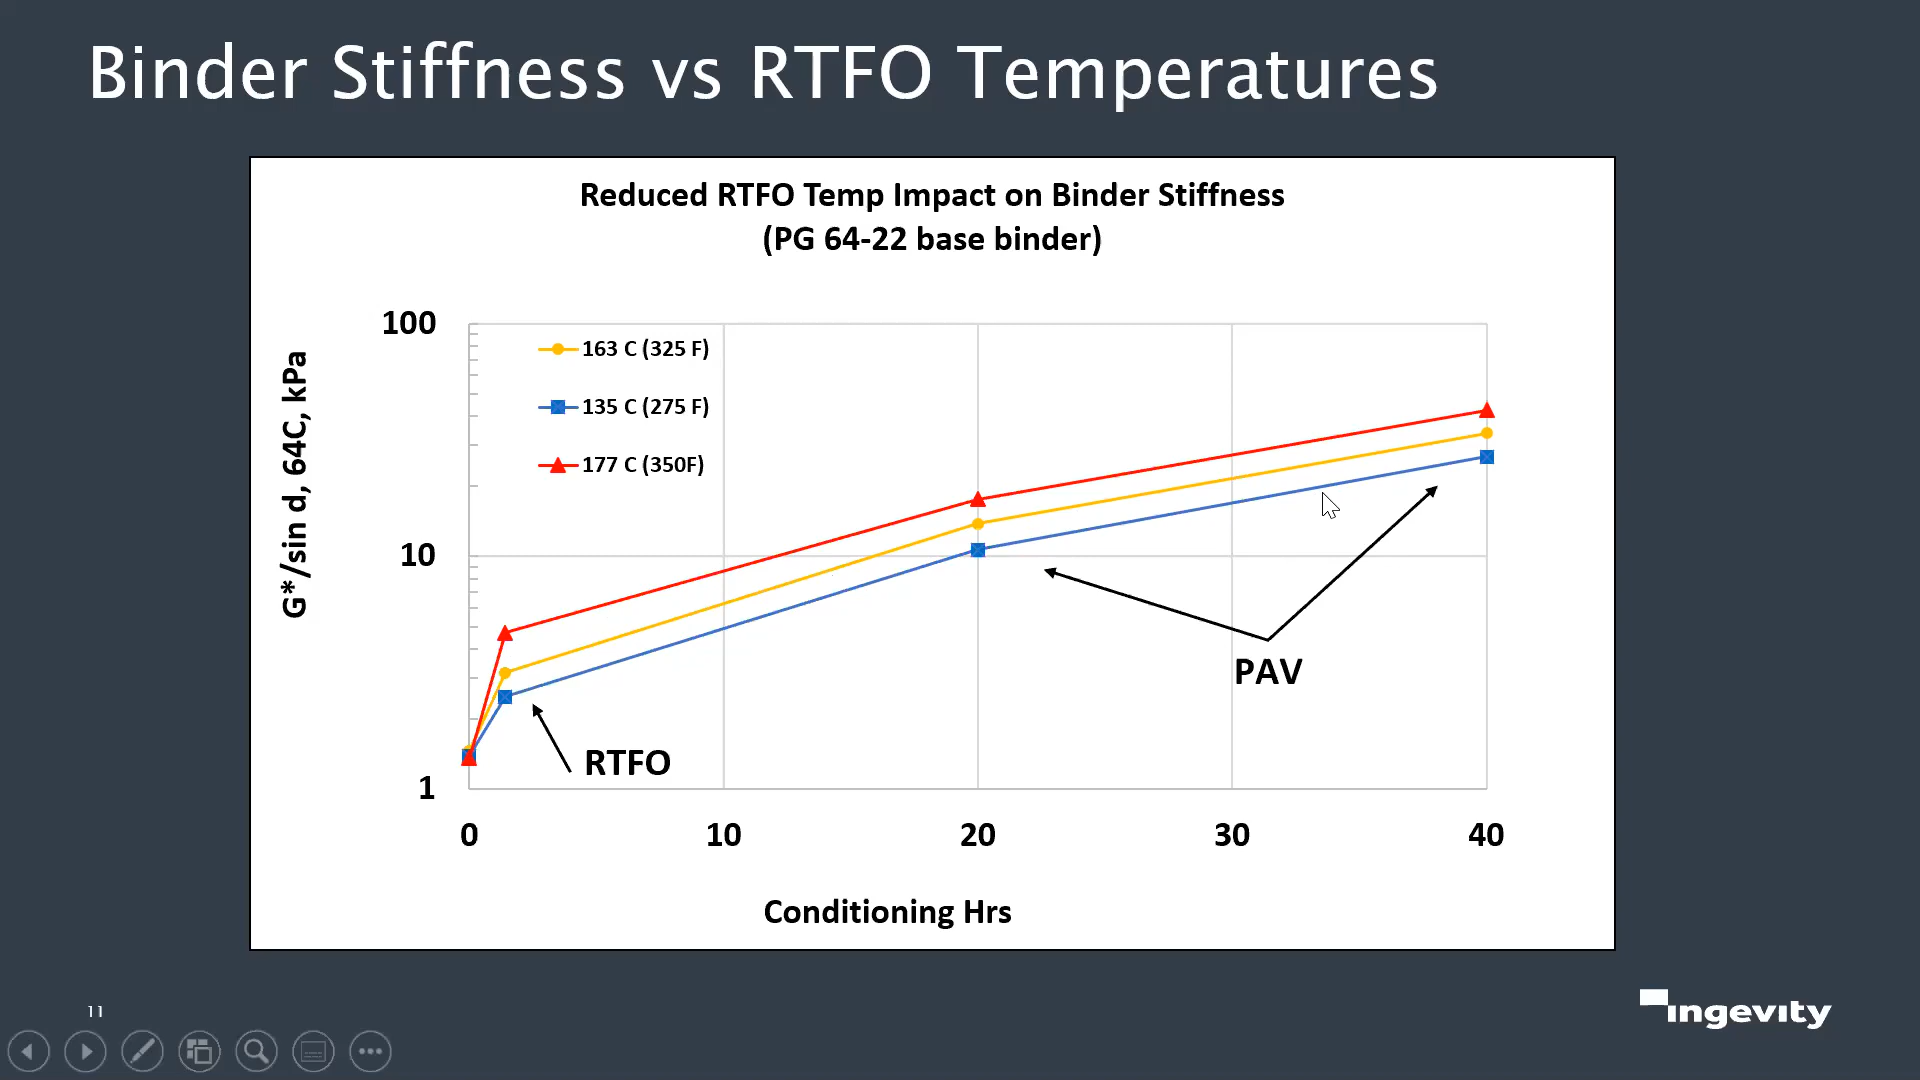 Binder Stiffness vs RTFO Temperatures
Reduced RTFO Temp Impact on Binder Stiffness
(PG 64-22 base binder)
G*/sin d, 64C, kPa
100
10
1
163 C (325 F)
135 C (275 F)
177 C (350F)
RTFO
PAV
0 10 20 30 40
Conditioning Hrs
11
ingevity